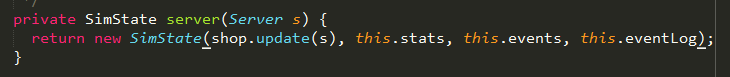 */
private SimState server(Server s) {
return new SimState(shop.update(s), this.stats, this.events, this.eventLog);
}